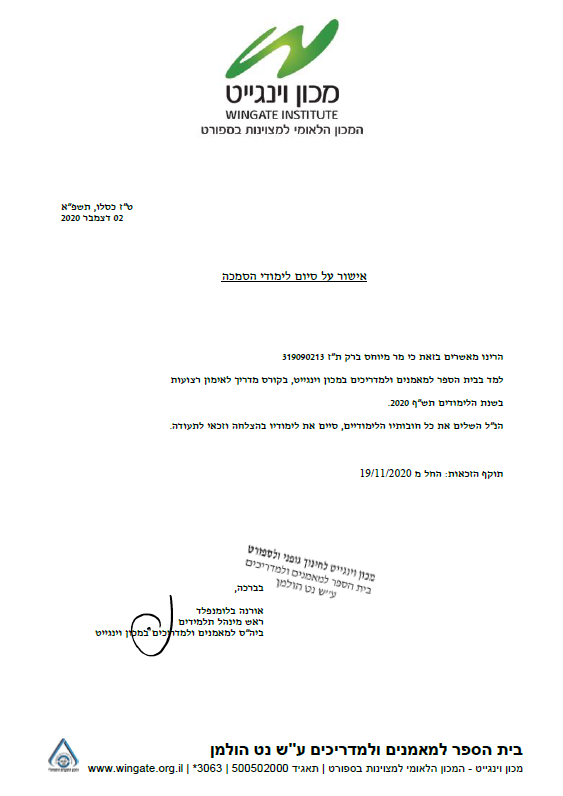 מכון וינגייט
WINGATE INSTITUTE
המכון הלאומי למצוינות בספורט
ט"ז כסלו, תשפ"א
02 דצמבר 2020
אישור על סיום לימודי הסמכה
הרינו מאשרים בזאת כי מר מיוחס ברק ת"ז 319090213
למד בבית הספר למאמנים ולמדריכים במכון וינגייט, בקורס מדריך לאימון רצועות
בשנת הלימודים תש"ף 2020.
הנ"ל השלים את כל חובותיו הלימודיים, סיים את לימודיו בהצלחה וזכאי לתעודה.
תוקף הזכאות: החל מ 19/11/2020
מכון וינגייט לחינוך גופני ולספורט
בית הספר למאמנים ולמדריכים
ע"ש נט הולמן
בברכה,
אורנה בלומנפלד
ראש מינהל תלמידים
ביה"ס למאמנים ולמדריכים במכון וינגייט
בית הספר למאמנים ולמדריכים ע"ש נט הולמן
מכון וינגייט - המכון הלאומי למצוינות בספורט | תאגיד 500502000 | 3063* | www.wingate.org.il